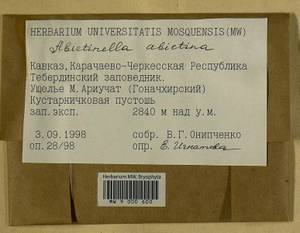 HERBARIUM UNIVERSITATIS MOSQUENSIS(MW)
Abietinella abietina
Кавказ, Карачаево-Черкесская Республика
Тебердинский заповедник.
Ущелье М.Ариучат (Гоначхирский)
Кустарничковая пустошь
зап.эксп. 2840 м над у.м.
3.09.1998 собр. В.Г.Онипченко
оп.28/98 опр. Е. Игнатова
Herbarium MW, Bryophyta
MW 9 000 600